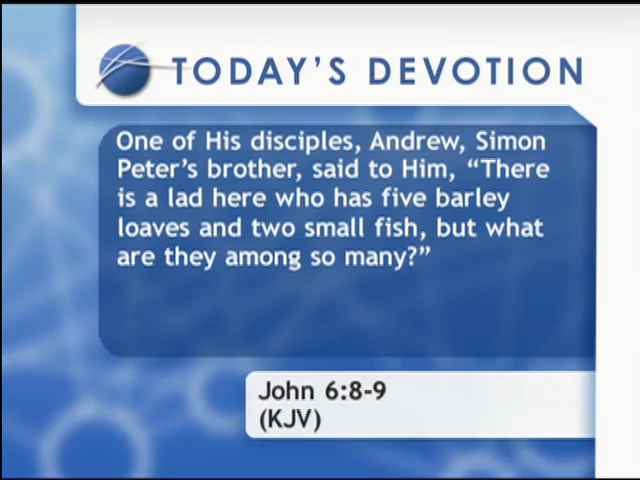 TODAY'S DEVOTION
One of His disciples, Andrew, Simon
Peter's brother, said to Him, “There
is a lad here who has five barley
loaves and two small fish, but what
are they among so many?”
John 6:8-9
(KJV)